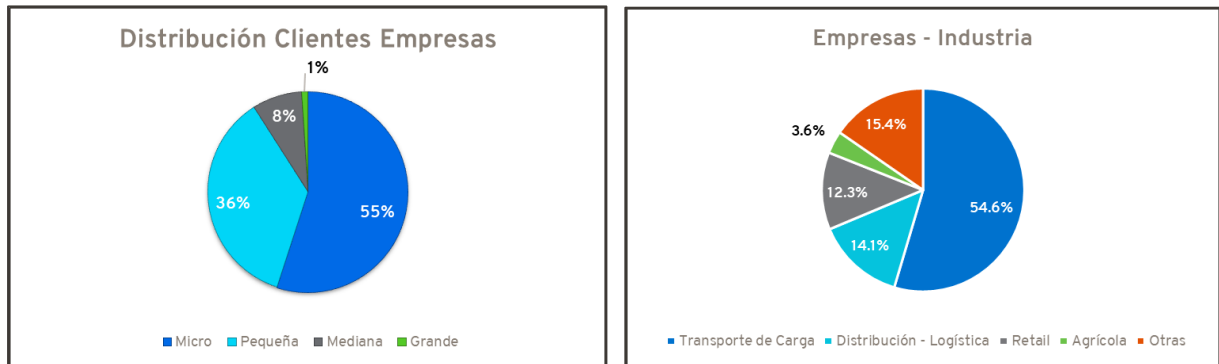 Distribución Clientes Empresas
1%
8%
36%
55%
Micro Pequeña Mediana Grande
Empresas - Industria
15.4%
3.6%
12.3%
54.6%
14.1%
Transporte de Carga Distribución - Logística Retail Agrícola Otras